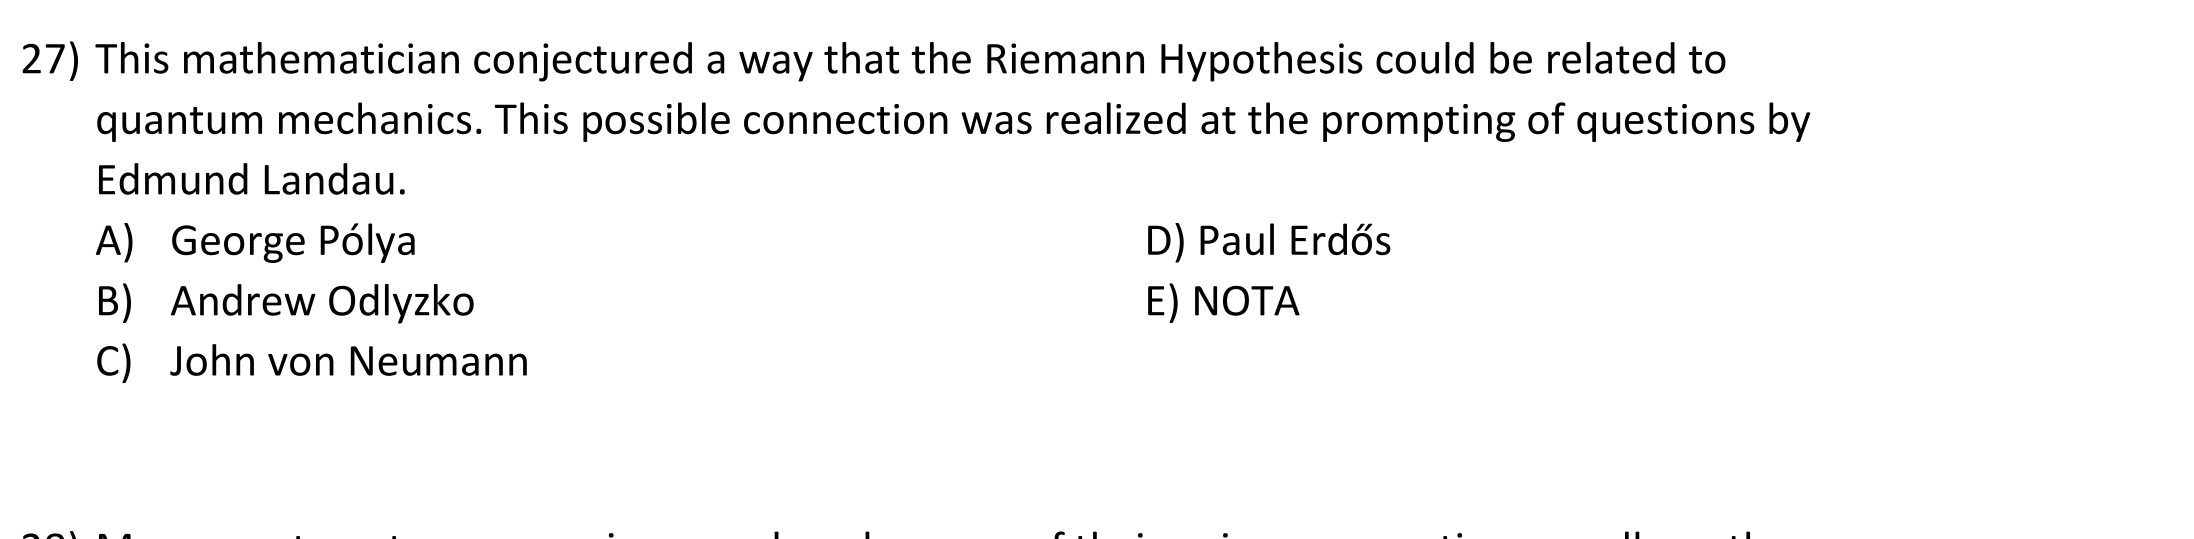 27) This mathematician conjectured a way that the Riemann Hypothesis could be related to
quantum mechanics. This possible connection was realized at the prompting of questions by
Edmund Landau.
A) George Pólya
B) Andrew Odlyzko
C) John von Neumann
D) Paul Erdős
E) NOTA